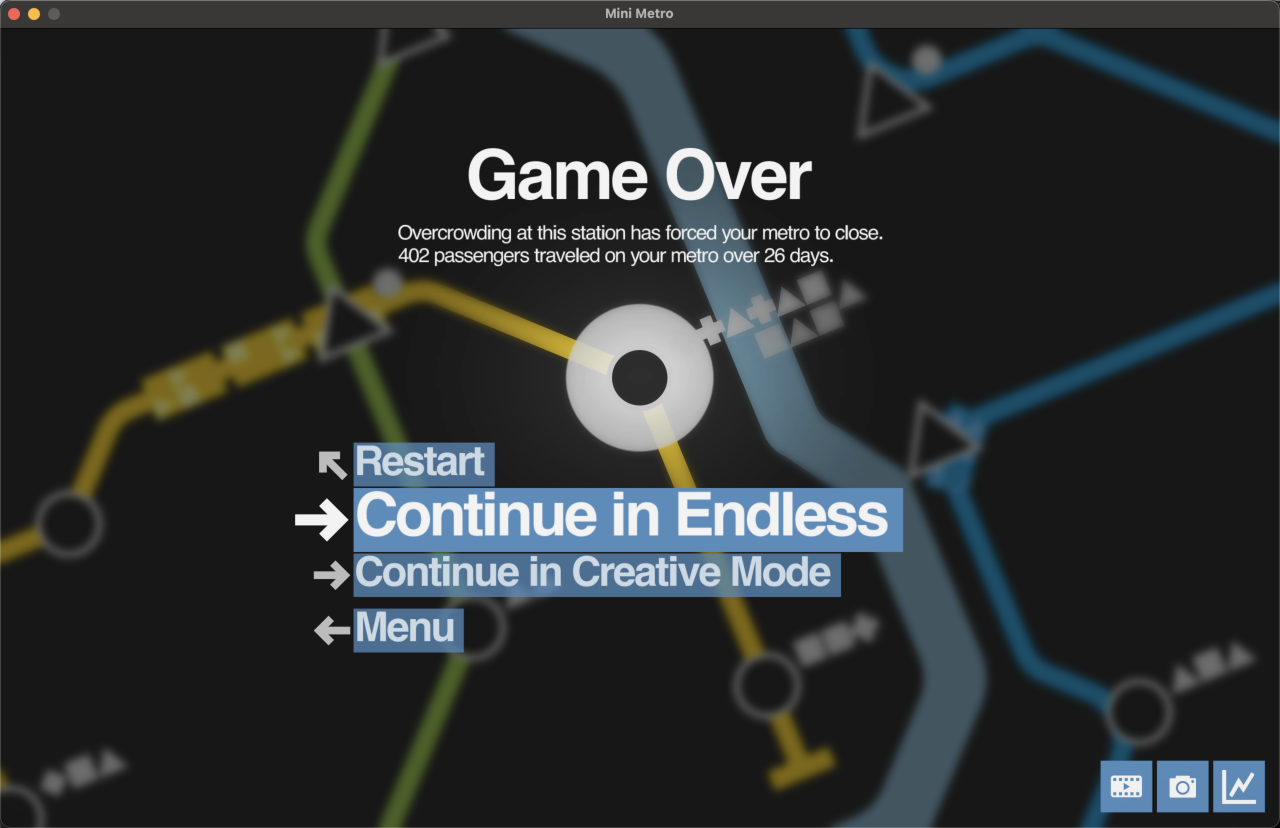 Mini Metro
Game Over
Overcrowding at this station has forced your metro to close.
402 passengers traveled on your metro over 26 days.
Restart
Continue in Endless
Continue in Creative Mode
Menu